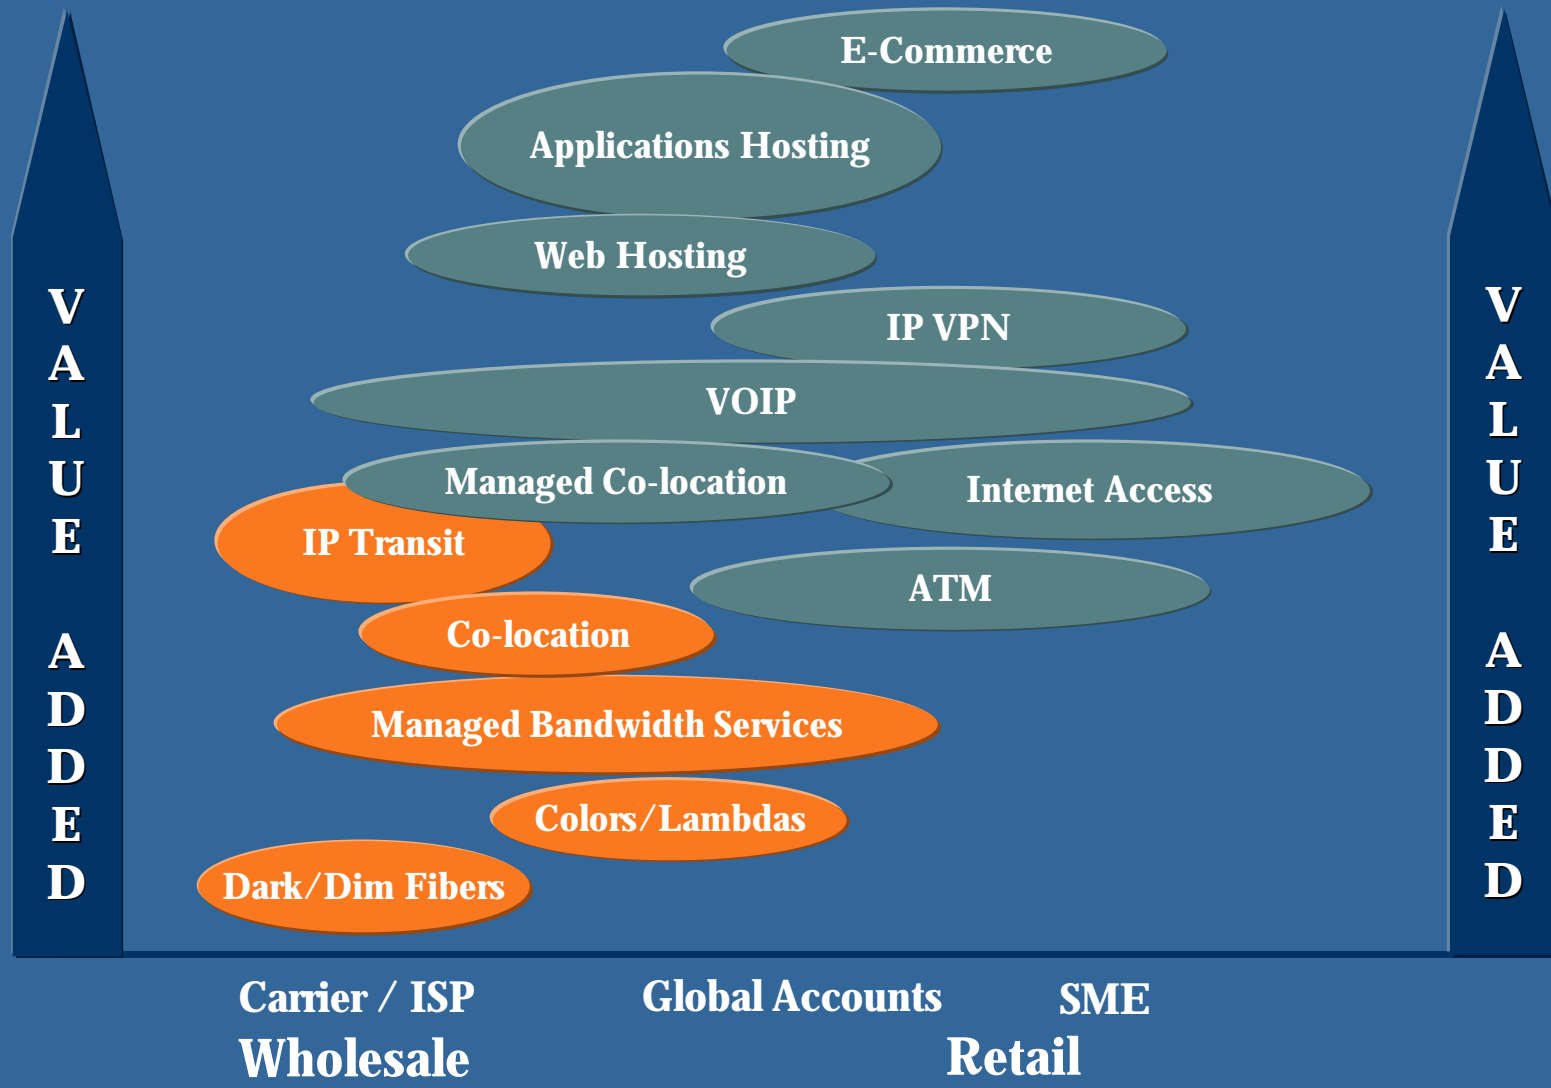 E-Commerce
Applications Hosting
Web Hosting
IP VPN
VOIP
Managed Co-location
Internet Access
IP Transit
ATM
Co-location
Managed Bandwidth Services
Colors/Lambdas
Dark/Dim Fibers
VALUE ADDED
VALUE ADDED
Carrier / ISP
Global Accounts
SME
Wholesale
Retail